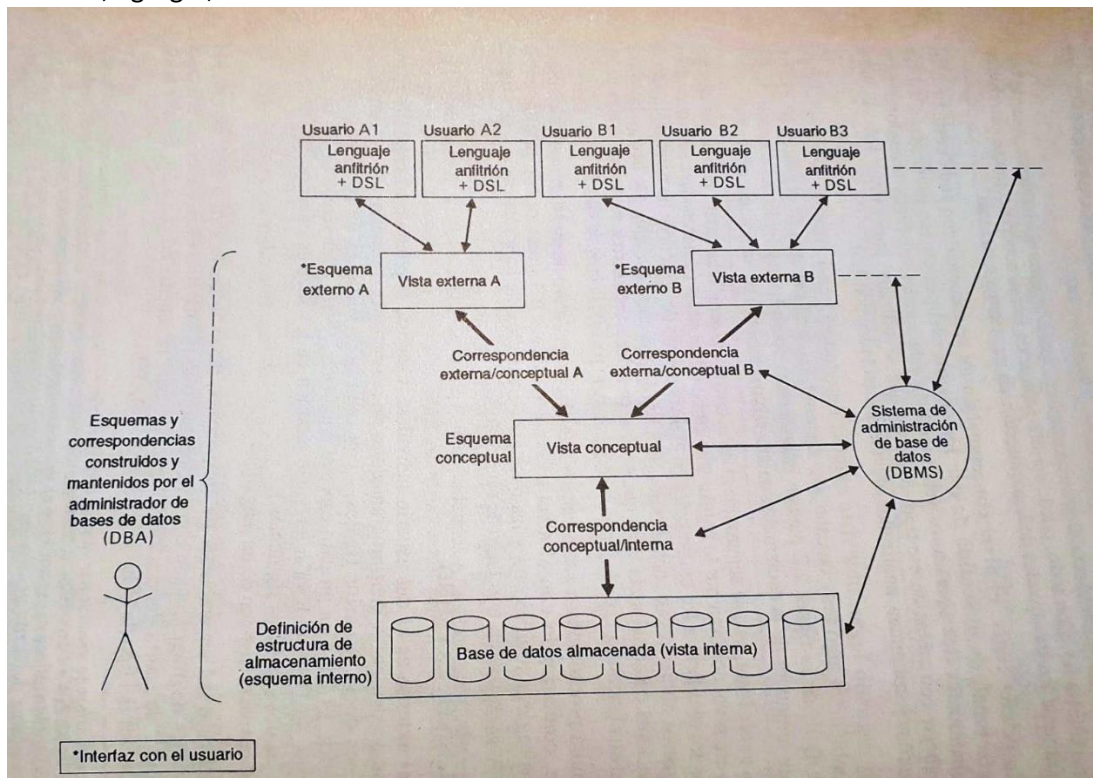 Usuario A1
Usuario A2
Usuario B1
Usuario B2
Usuario B3
Lenguaje
anfitrión
+ DSL
Lenguaje
anfitrión
+ DSL
Lenguaje
anfitrión
+ DSL
Lenguaje
anfitrión
+ DSL
Lenguaje
anfitrión
+ DSL
*Esquema
externo A
Vista externa A
*Esquema
externo B
Vista externa B
Correspondencia
externa/conceptual A
Correspondencia
externa/conceptual B
Esquemas y
correspondencias
construidos y
mantenidos por el
administrador de
bases de datos
(DBA)
Esquema
conceptual
Vista conceptual
Sistema de
administración
de base de
datos
(DBMS)
Correspondencia
conceptual/interna
Definición de
estructura de
almacenamiento
(esquema interno)
Base de datos almacenada (vista interna)
*Interfaz con el usuario